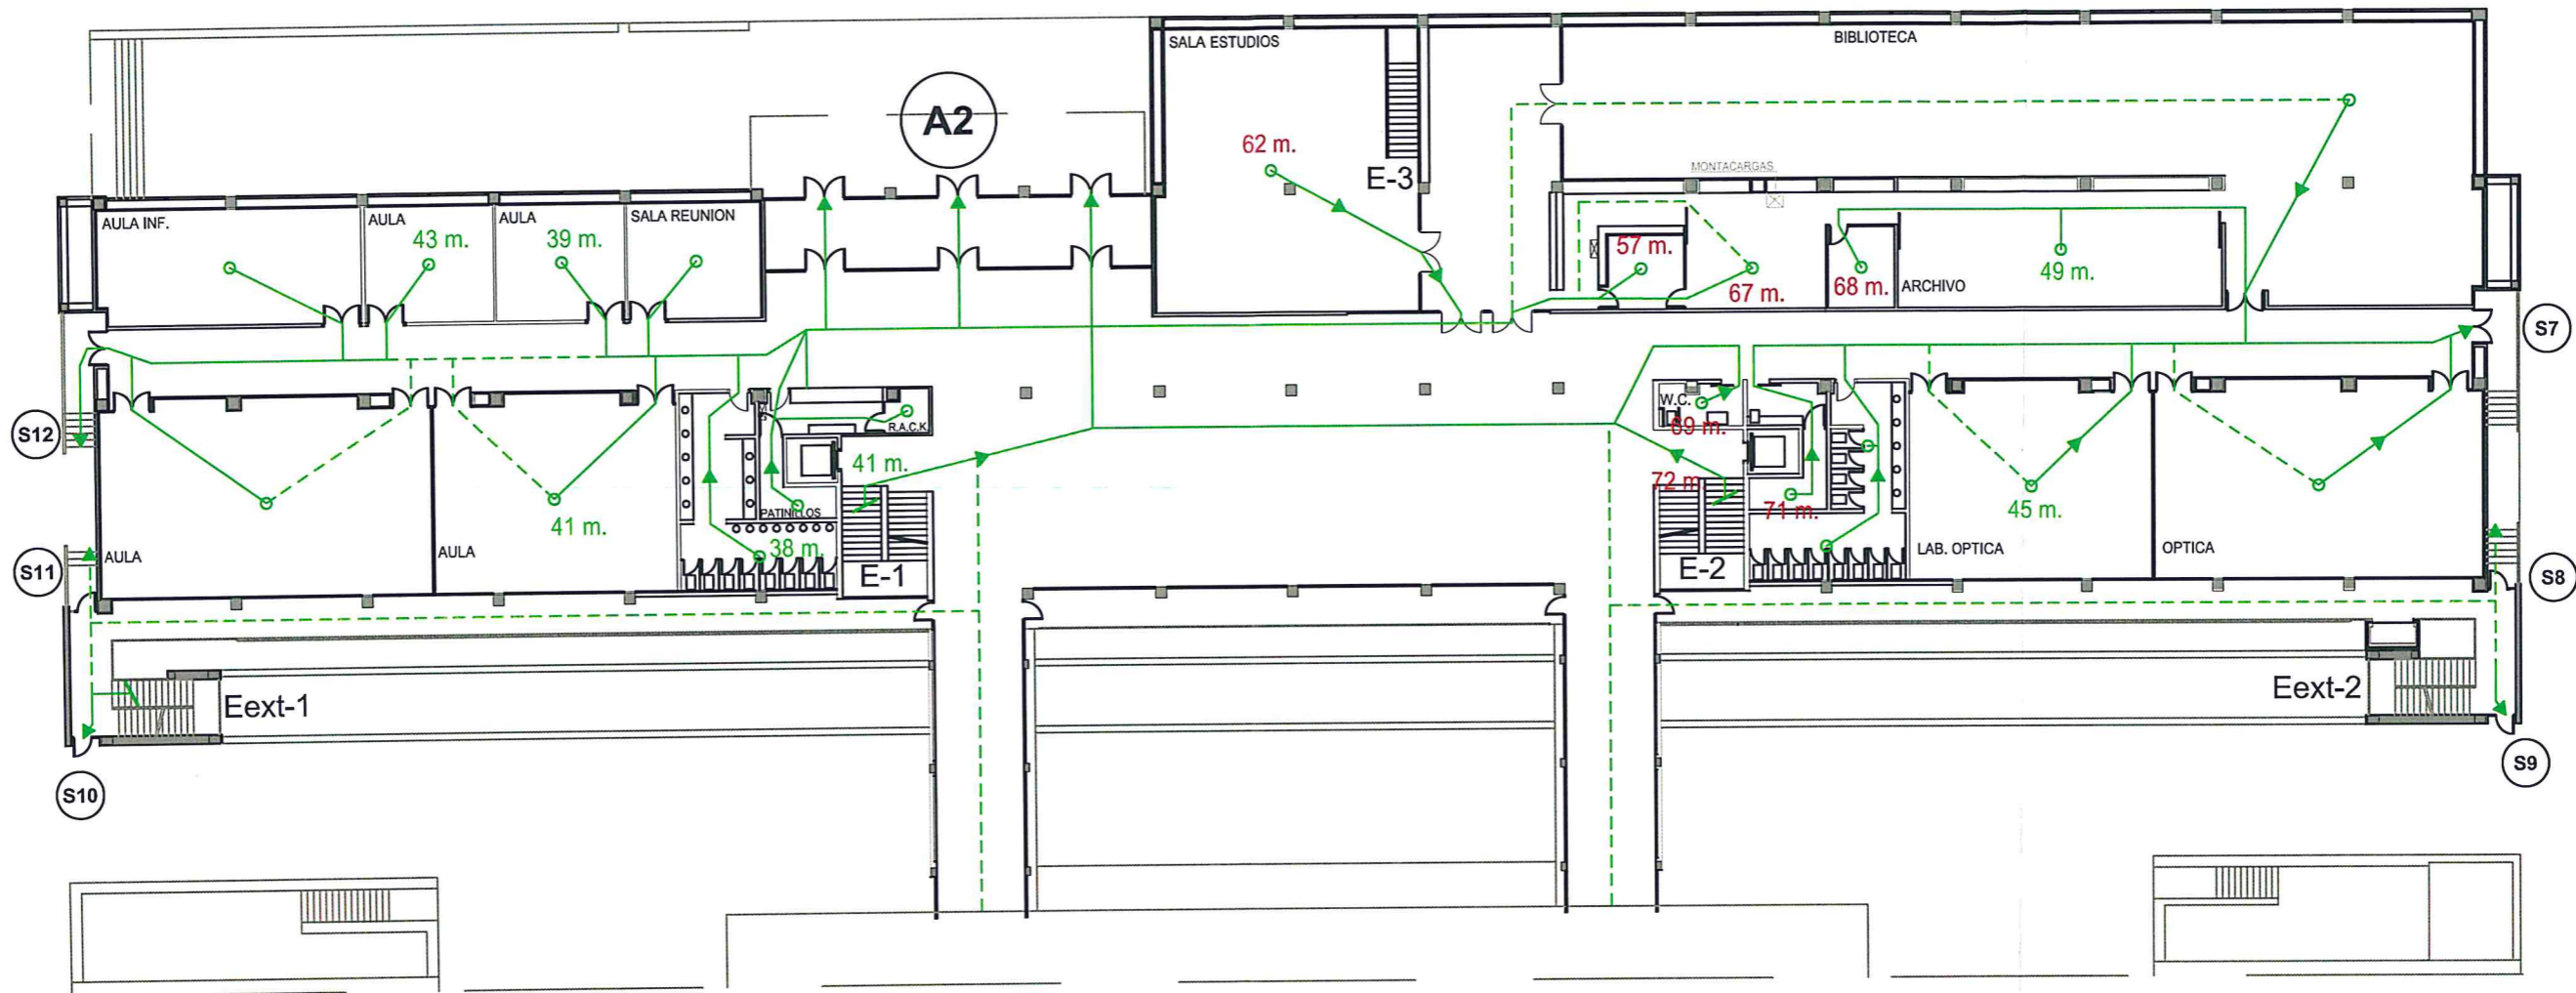 SALA ESTUDIOS
BIBLIOTECA
A2
62 m.
E-3
MONTACARGAS
AULA INF.
AULA
43 m.
AULA
39 m.
SALA REUNION
57 m.
67 m.
68 m.
ARCHIVO
49 m.
S7
S12
R.A.C.K.
W.C.
69 m.
41 m.
72 m.
71 m.
45 m.
41 m.
PATINILLOS
38 m.
AULA
AULA
E-1
E-2
LAB. OPTICA
OPTICA
S11
S8
Eext-1
Eext-2
S10
S9